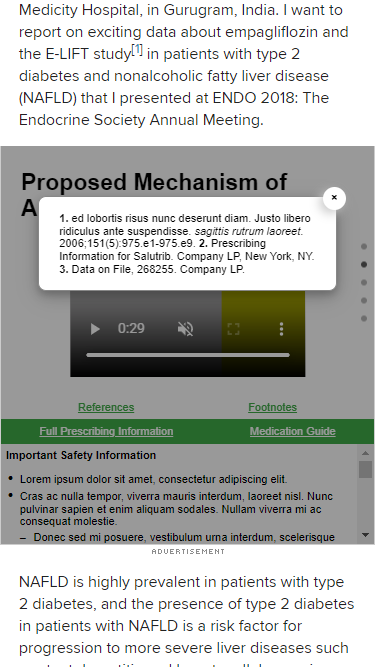 Medicity Hospital, in Gurugram, India. I want to
report on exciting data about empagliflozin and
the E-LIFT study[1] in patients with type 2
diabetes and nonalcoholic fatty liver disease
(NAFLD) that I presented at ENDO 2018: The
Endocrine Society Annual Meeting.
Proposed Mechanism of
A
×
1. ed lobortis risus nunc deserunt diam. Justo libero
ridiculus ante suspendisse. sagittis rutrum laoreet.
2006;151(5):975.e1-975.e9. 2. Prescribing
Information for Salutrib. Company LP, New York, NY.
3. Data on File, 268255. Company LP.
0:29
References Footnotes
Full Prescribing Information Medication Guide
Important Safety Information
• Lorem ipsum dolor sit amet, consectetur adipiscing elit.
• Cras ac nulla tempor, viverra mauris interdum, laoreet nisl. Nunc
pulvinar sapien et enim aliquam sodales. Nullam viverra mi ac
consequat molestie.
– Donec sed mi posuere, vestibulum urna interdum, scelerisque
ADVERTISEMENT
NAFLD is highly prevalent in patients with type
2 diabetes, and the presence of type 2 diabetes
in patients with NAFLD is a risk factor for
progression to more severe liver diseases such